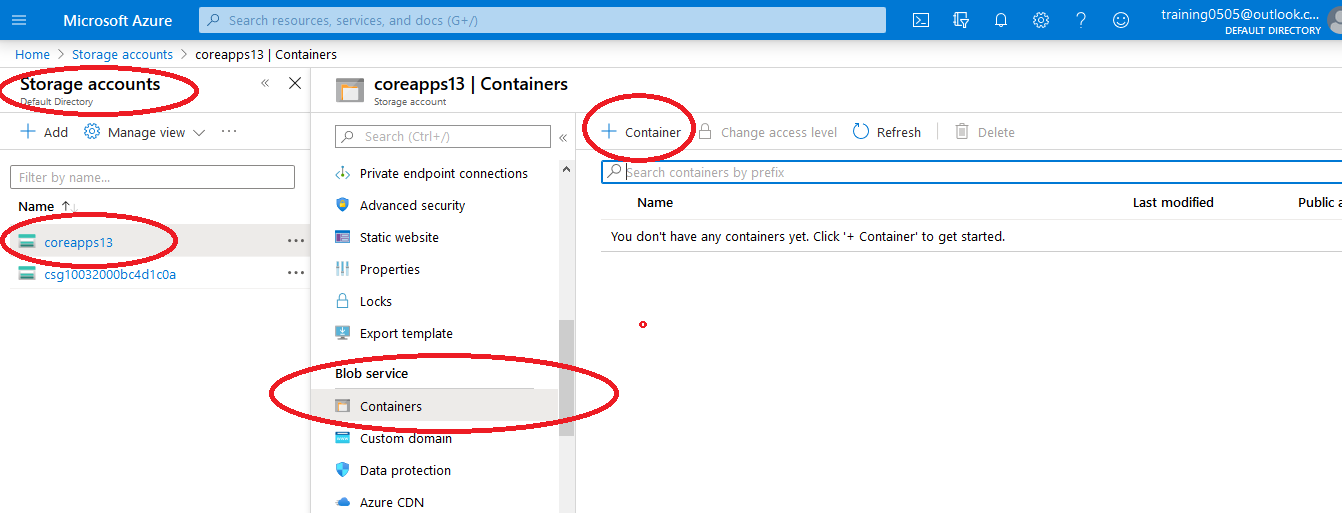 Microsoft Azure
Search resources, services, and docs (G+/)
training0505@outlook.c...
DEFAULT DIRECTORY
Home > Storage accounts > coreapps13 | Containers
Storage accounts
Default Directory
+ Add Manage view ...
Filter by name...
Name ↑↓
coreapps13 ...
csg10032000bc4d1c0a ...
coreapps13 | Containers
Storage account
Search (Ctrl+/)
Private endpoint connections
Advanced security
Static website
Properties
Locks
Export template
Blob service
Containers
Custom domain
Data protection
Azure CDN
+ Container Change access level Refresh Delete
Search containers by prefix
Name Last modified Public a
You don't have any containers yet. Click '+ Container' to get started.